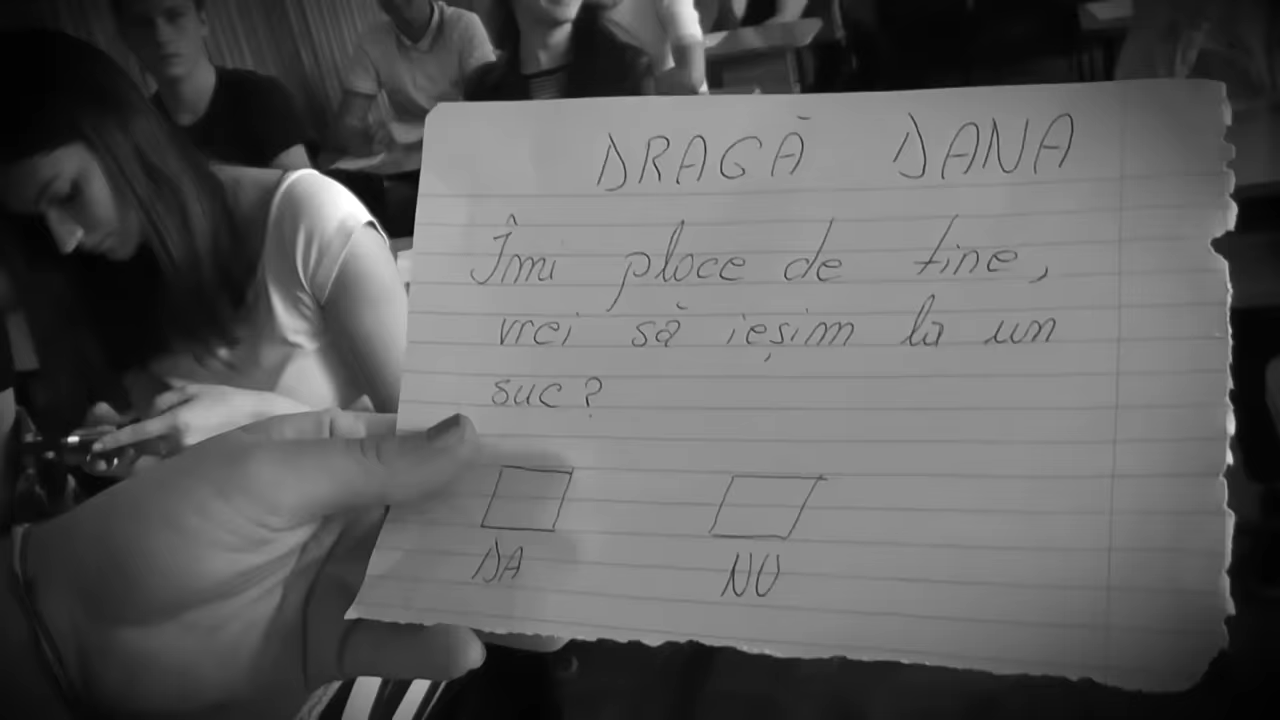 DRAGĂ DANA
Îmi place de tine,
vrei să ieșim la un
suc?
DA NU